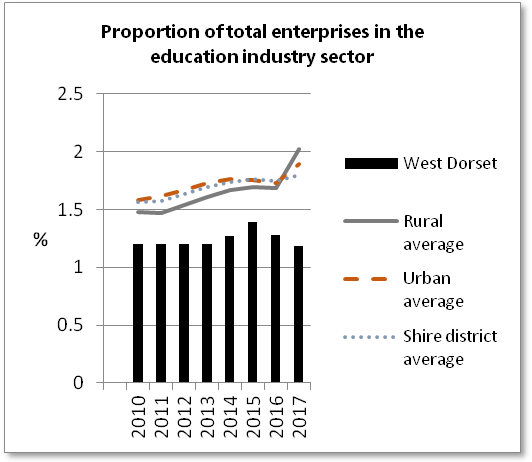 Proportion of total enterprises in the
education industry sector
2.5
2
1.5
1
0.5
0
%
2010
2011
2012
2013
2014
2015
2016
2017
West Dorset
Rural
average
Urban
average
Shire district
average